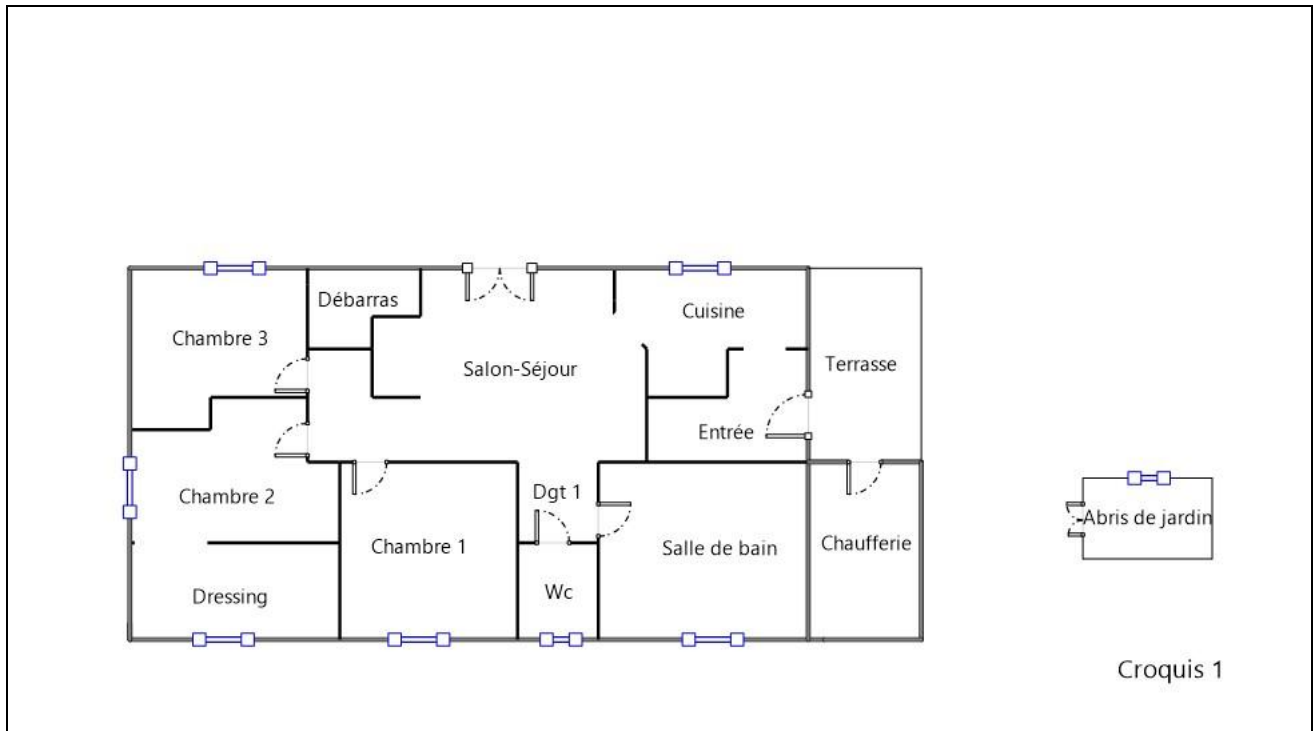 Débarras
Cuisine
Chambre 3
Salon-Séjour
Terrasse
Entrée
Chambre 2
Dgt 1
Abris de jardin
Chambre 1
Salle de bain
Chaufferie
Wc
Dressing
Croquis 1